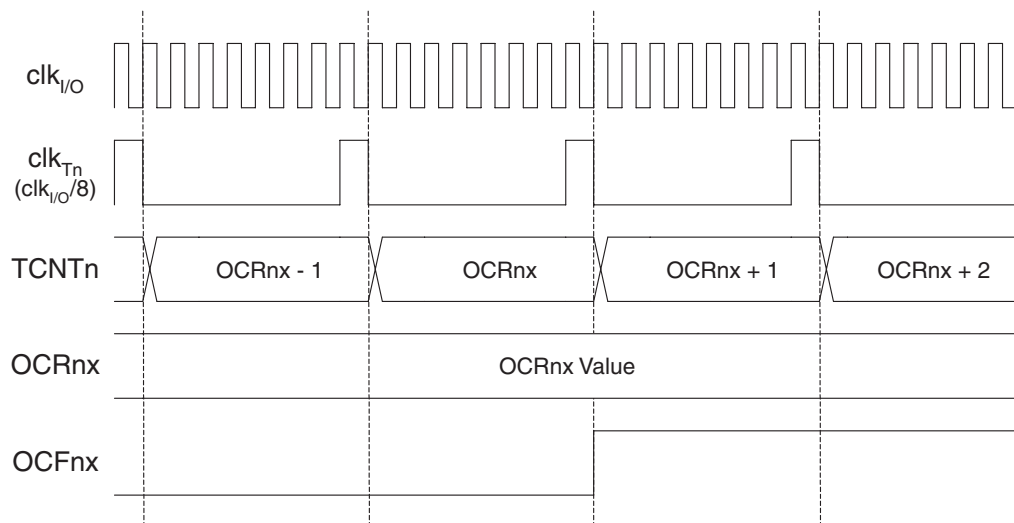 clkI/O
clkTn
(clkI/O/8)
TCNTn
OCRnx - 1
OCRnx
OCRnx + 1
OCRnx + 2
OCRnx
OCRnx Value
OCFnx